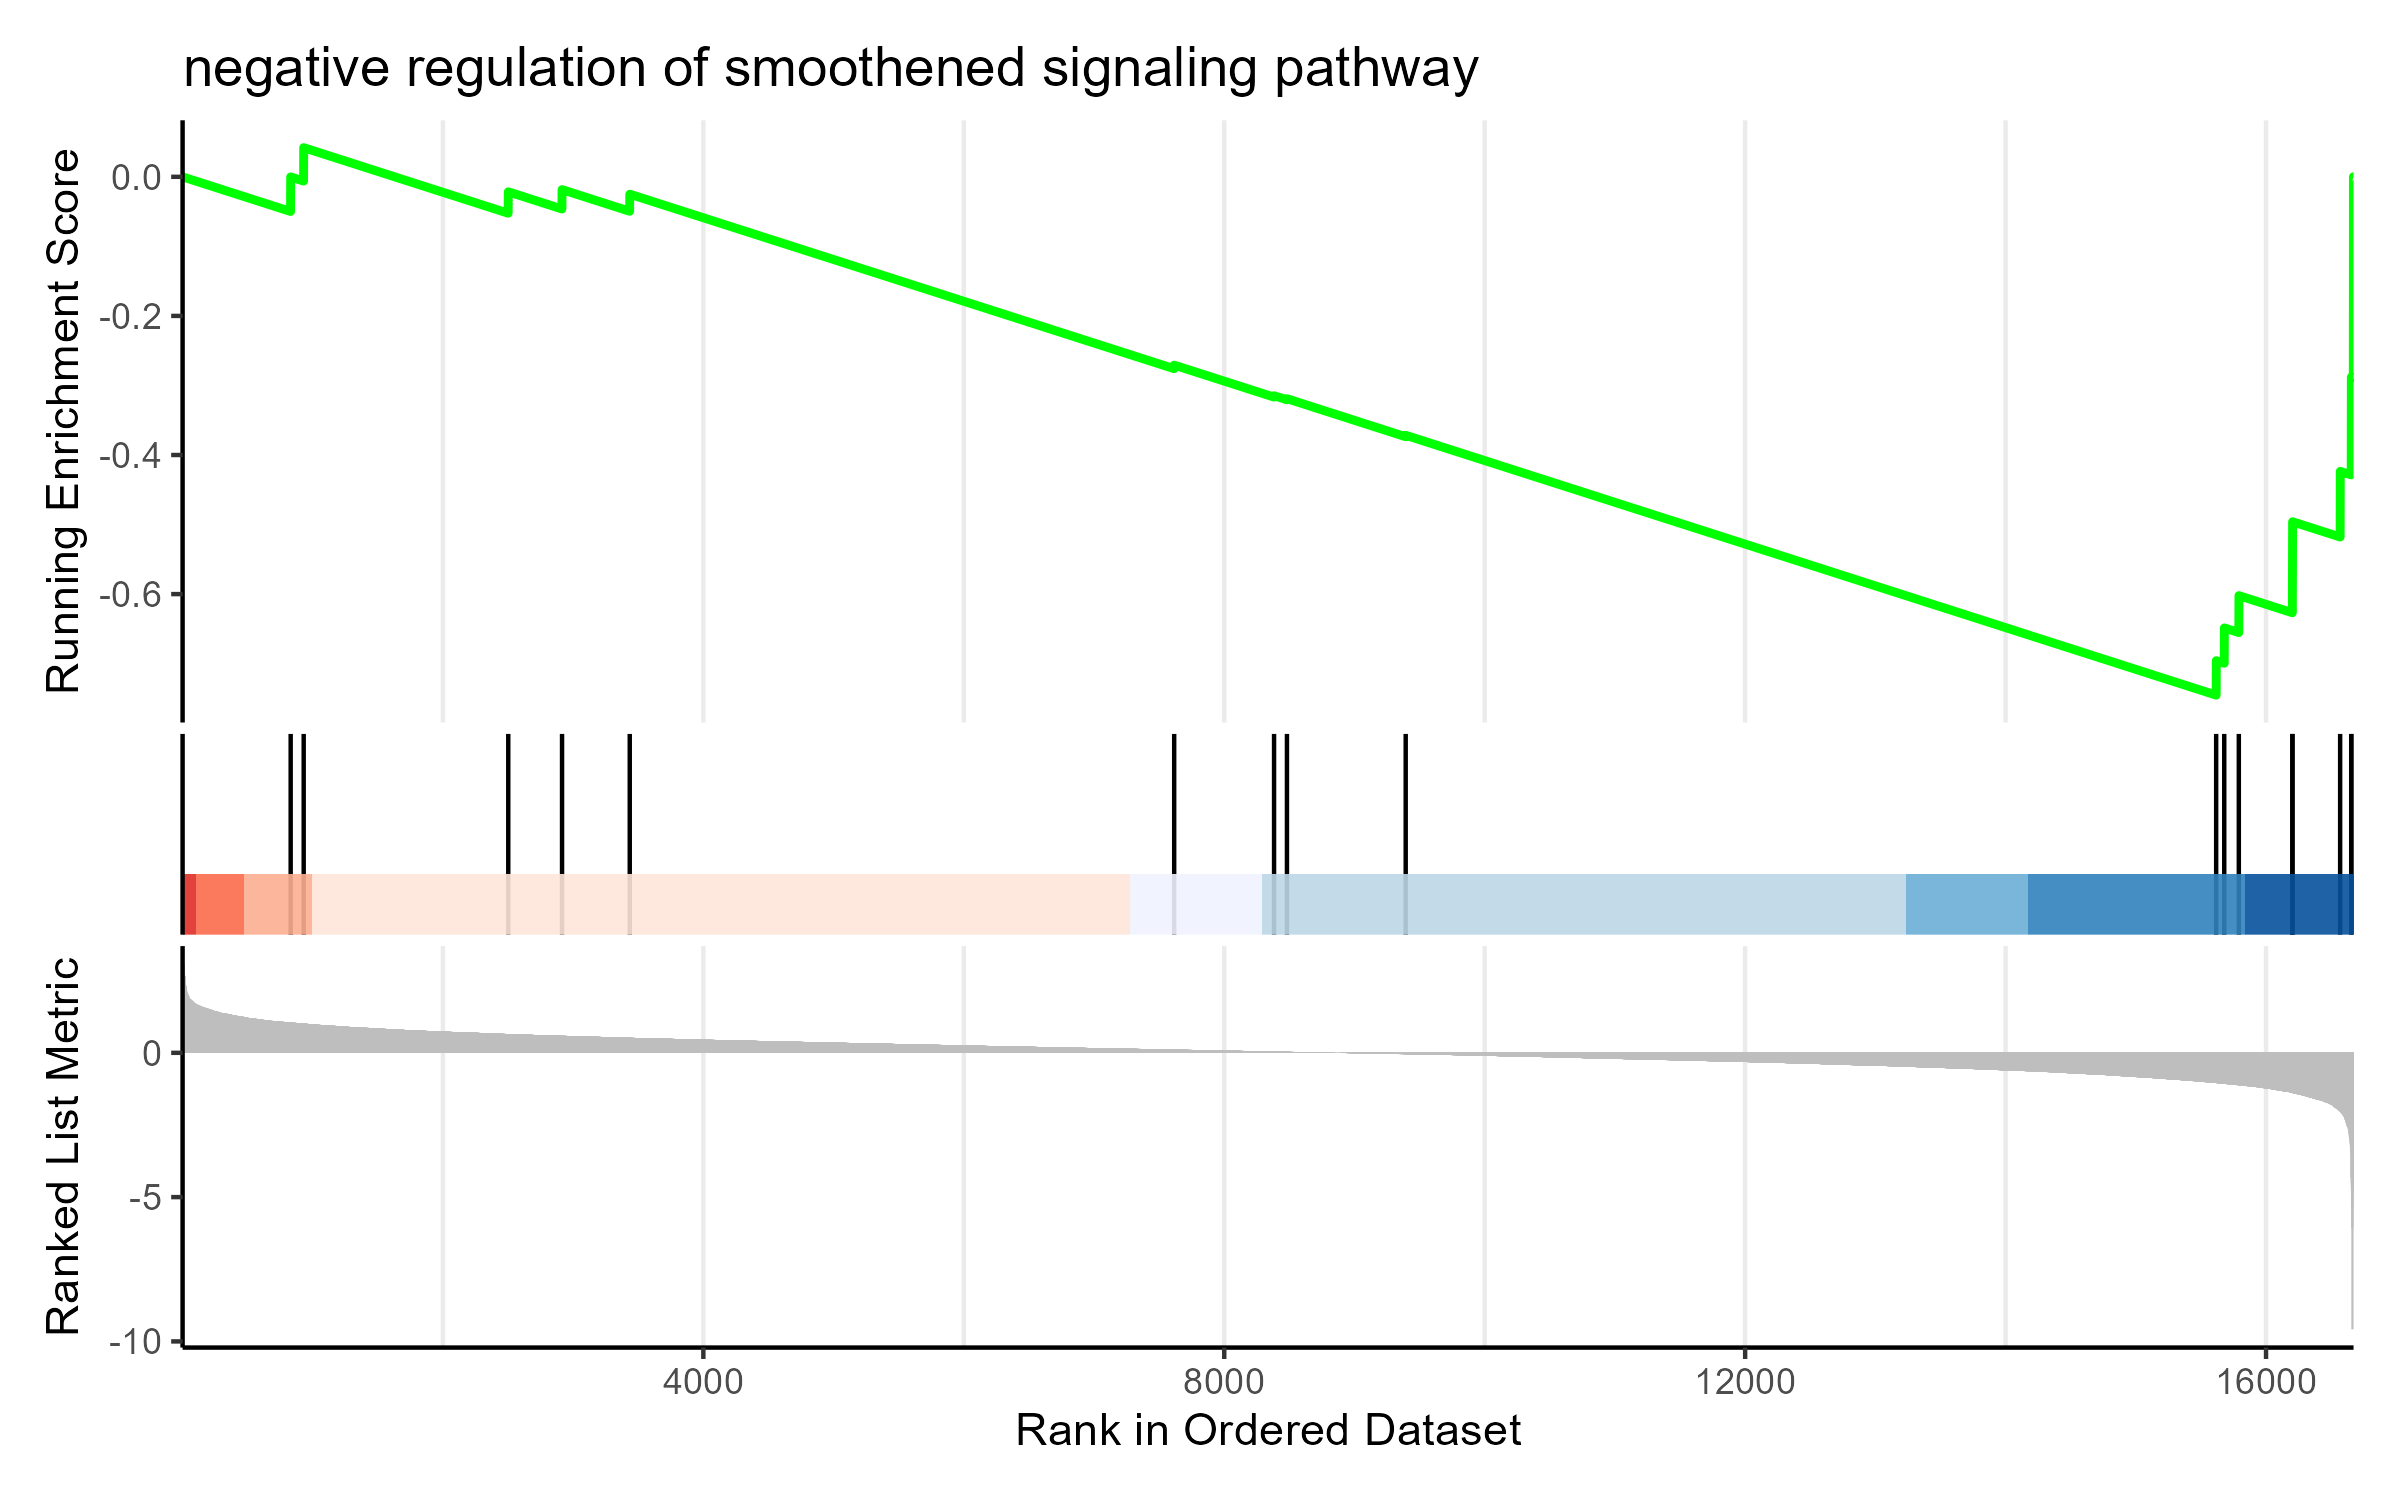 negative regulation of smoothened signaling pathway
Running Enrichment Score
0.0
-0.2
-0.4
-0.6
Ranked List Metric
0
-5
-10
4000
8000
12000
16000
Rank in Ordered Dataset